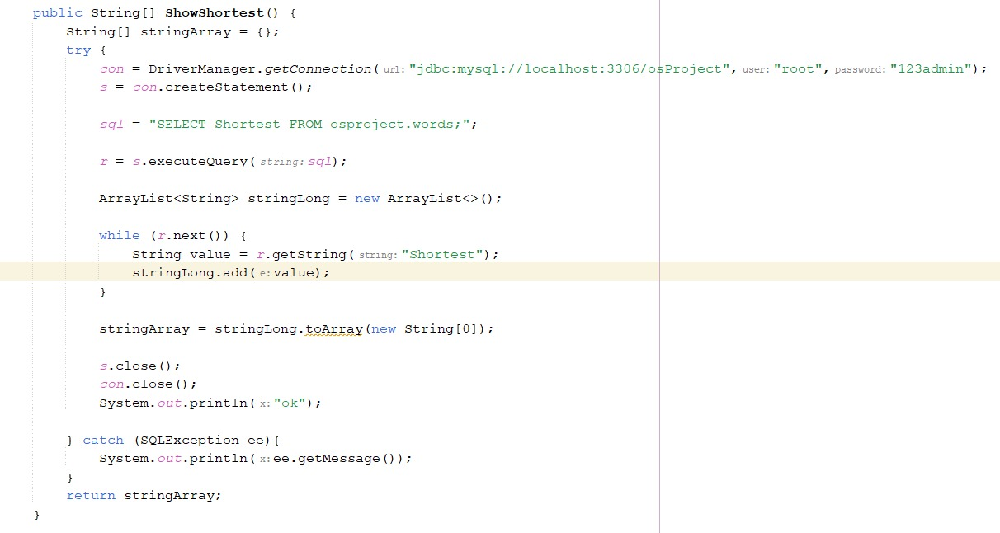 public String[] ShowShortest() {
String[] stringArray = {};
try {
con = DriverManager.getConnection( url: "jdbc:mysql://localhost:3306/osProject", user: "root", password: "123admin");
s = con.createStatement();
sql = "SELECT Shortest FROM osproject.words;";
r = s.executeQuery( string: sql);
ArrayList<String> stringLong = new ArrayList<>();
while (r.next()) {
String value = r.getString( string: "Shortest");
stringLong.add( e: value);
}
stringArray = stringLong.toArray(new String[0]);
s.close();
con.close();
System.out.println( x: "ok");
} catch (SQLException ee){
System.out.println( x: ee.getMessage());
}
return stringArray;
}